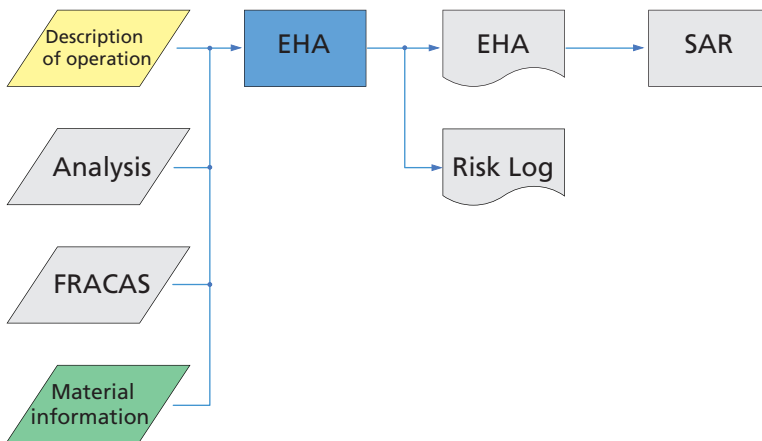 Description
of operation
EHA
EHA
SAR
Analysis
Risk Log
FRACAS
Material
information